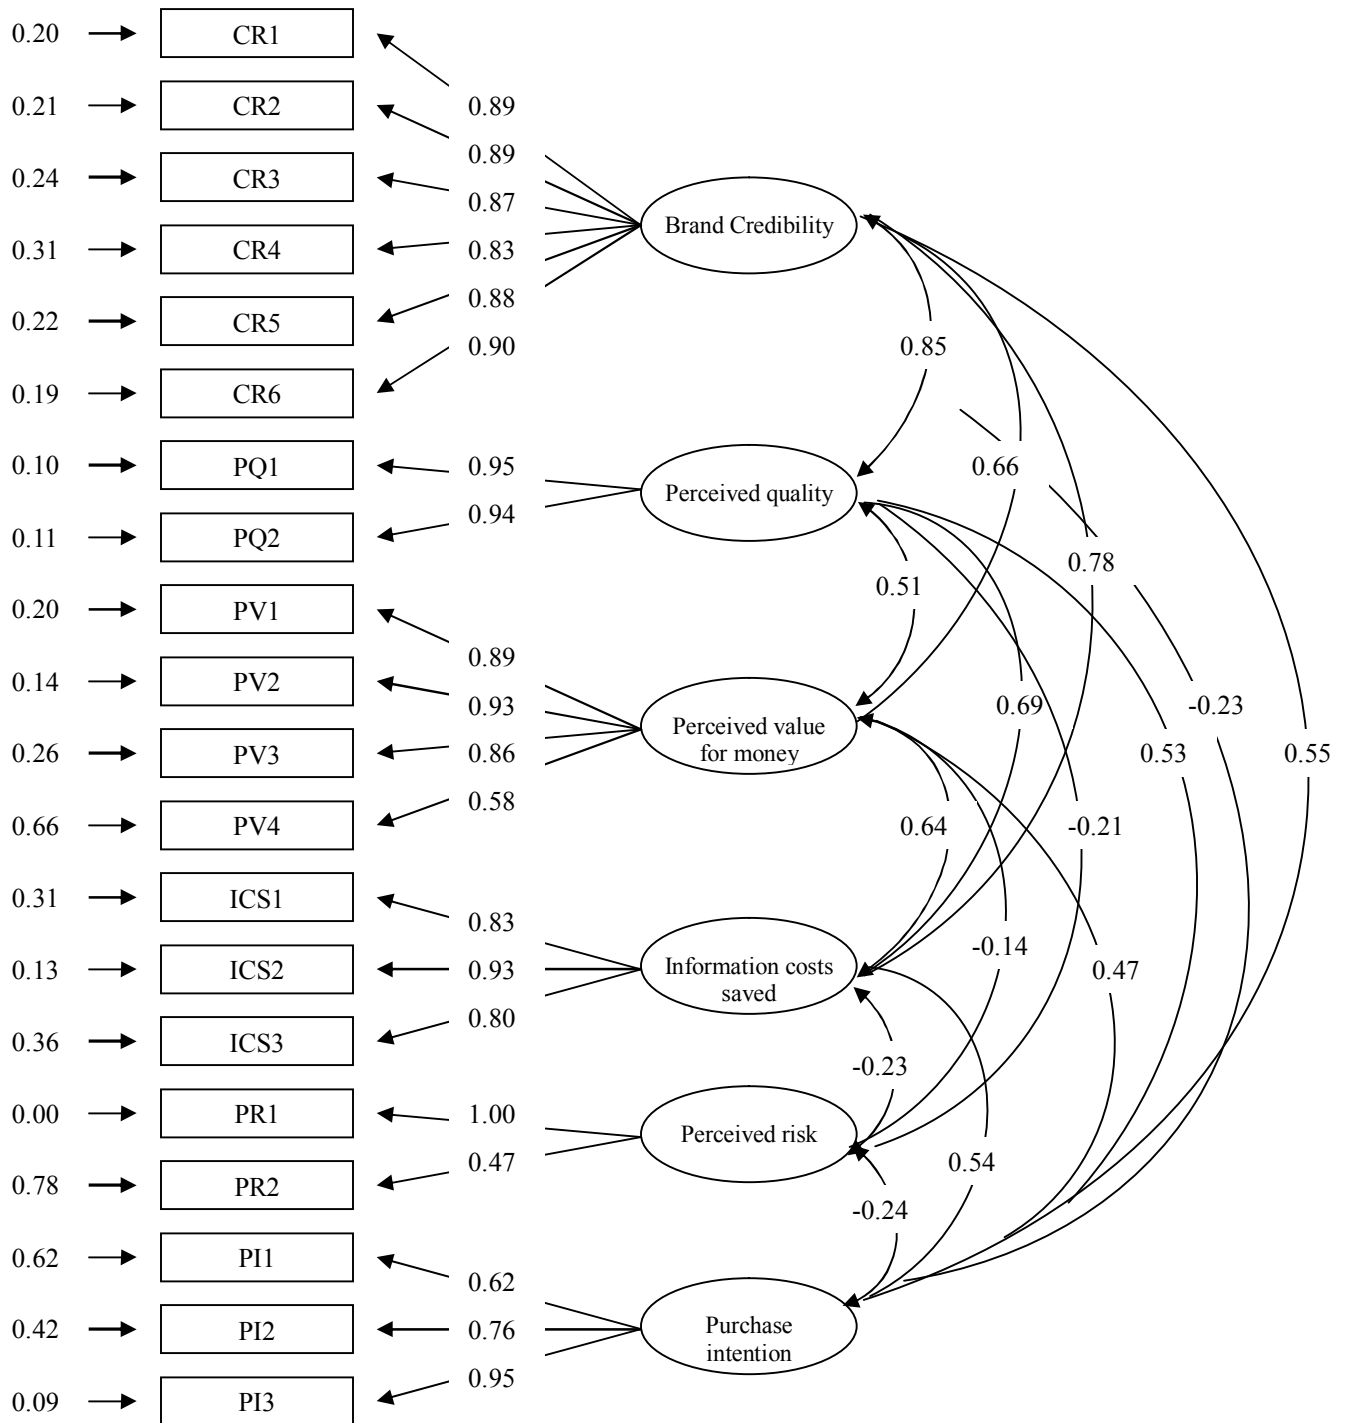 0.20 CR1
0.89
0.21 CR2
0.89
0.24 CR3
0.87
Brand Credibility
0.31 CR4
0.83
0.88
0.22 CR5
0.90
0.85
0.19 CR6
0.10 PQ1
0.95
0.66
Perceived quality
0.94
0.11 PQ2
0.78
0.51
0.20 PV1
0.89
0.14 PV2
0.93
0.69
-0.23
Perceived value
for money
0.26 PV3
0.86
0.53
0.55
0.58
0.66 PV4
0.64
-0.21
0.31 ICS1
0.83
-0.14
0.13 ICS2
0.93
Information costs
saved
0.47
0.80
0.36 ICS3
-0.23
0.00 PR1
1.00
Perceived risk
0.47
0.54
0.78 PR2
-0.24
0.62 PI1
0.62
0.42 PI2
0.76
Purchase
intention
0.95
0.09 PI3